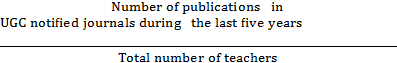 Number of publications in
UGC notified journals during the last five years
Total number of teachers